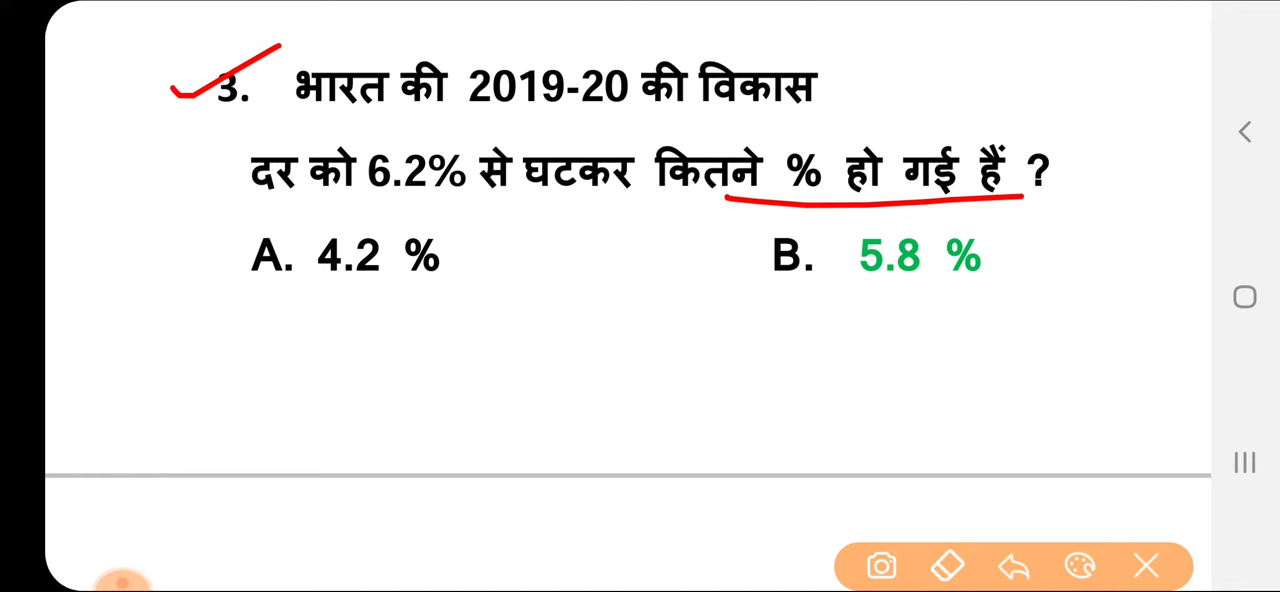 3. भारत की 2019-20 की विकास
दर को 6.2% से घटकर कितने % हो गई हैं ?
A. 4.2 % B. 5.8 %